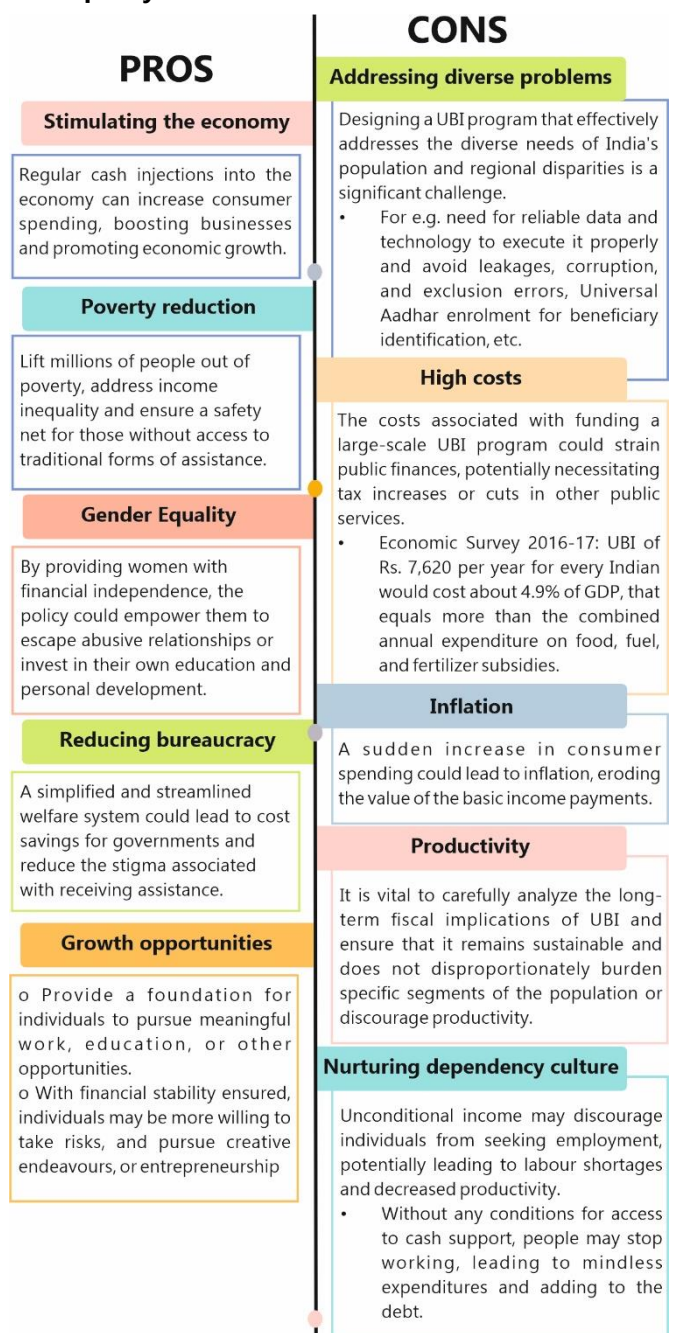 PROS
Stimulating the economy
Regular cash injections into the
economy can increase consumer
spending, boosting businesses
and promoting economic growth.
Poverty reduction
Lift millions of people out of
poverty, address income
inequality and ensure a safety
net for those without access to
traditional forms of assistance.
Gender Equality
By providing women with
financial independence, the
policy could empower them to
escape abusive relationships or
invest in their own education and
personal development.
Reducing bureaucracy
A simplified and streamlined
welfare system could lead to cost
savings for governments and
reduce the stigma associated
with receiving assistance.
Growth opportunities
o Provide a foundation for
individuals to pursue meaningful
work, education, or other
opportunities.
o With financial stability ensured,
individuals may be more willing to
take risks, and pursue creative
endeavours, or entrepreneurship
CONS
Addressing diverse problems
Designing a UBI program that effectively
addresses the diverse needs of India's
population and regional disparities is a
significant challenge.
• For e.g. need for reliable data and
technology to execute it properly
and avoid leakages, corruption,
and exclusion errors, Universal
Aadhar enrolment for beneficiary
identification, etc.
High costs
The costs associated with funding a
large-scale UBI program could strain
public finances, potentially necessitating
tax increases or cuts in other public
services.
• Economic Survey 2016-17: UBI of
Rs. 7,620 per year for every Indian
would cost about 4.9% of GDP, that
equals more than the combined
annual expenditure on food, fuel,
and fertilizer subsidies.
Inflation
A sudden increase in consumer
spending could lead to inflation, eroding
the value of the basic income payments.
Productivity
It is vital to carefully analyze the long-
term fiscal implications of UBI and
ensure that it remains sustainable and
does not disproportionately burden
specific segments of the population or
discourage productivity.
Nurturing dependency culture
Unconditional income may discourage
individuals from seeking employment,
potentially leading to labour shortages
and decreased productivity.
• Without any conditions for access
to cash support, people may stop
working, leading to mindless
expenditures and adding to the
debt.